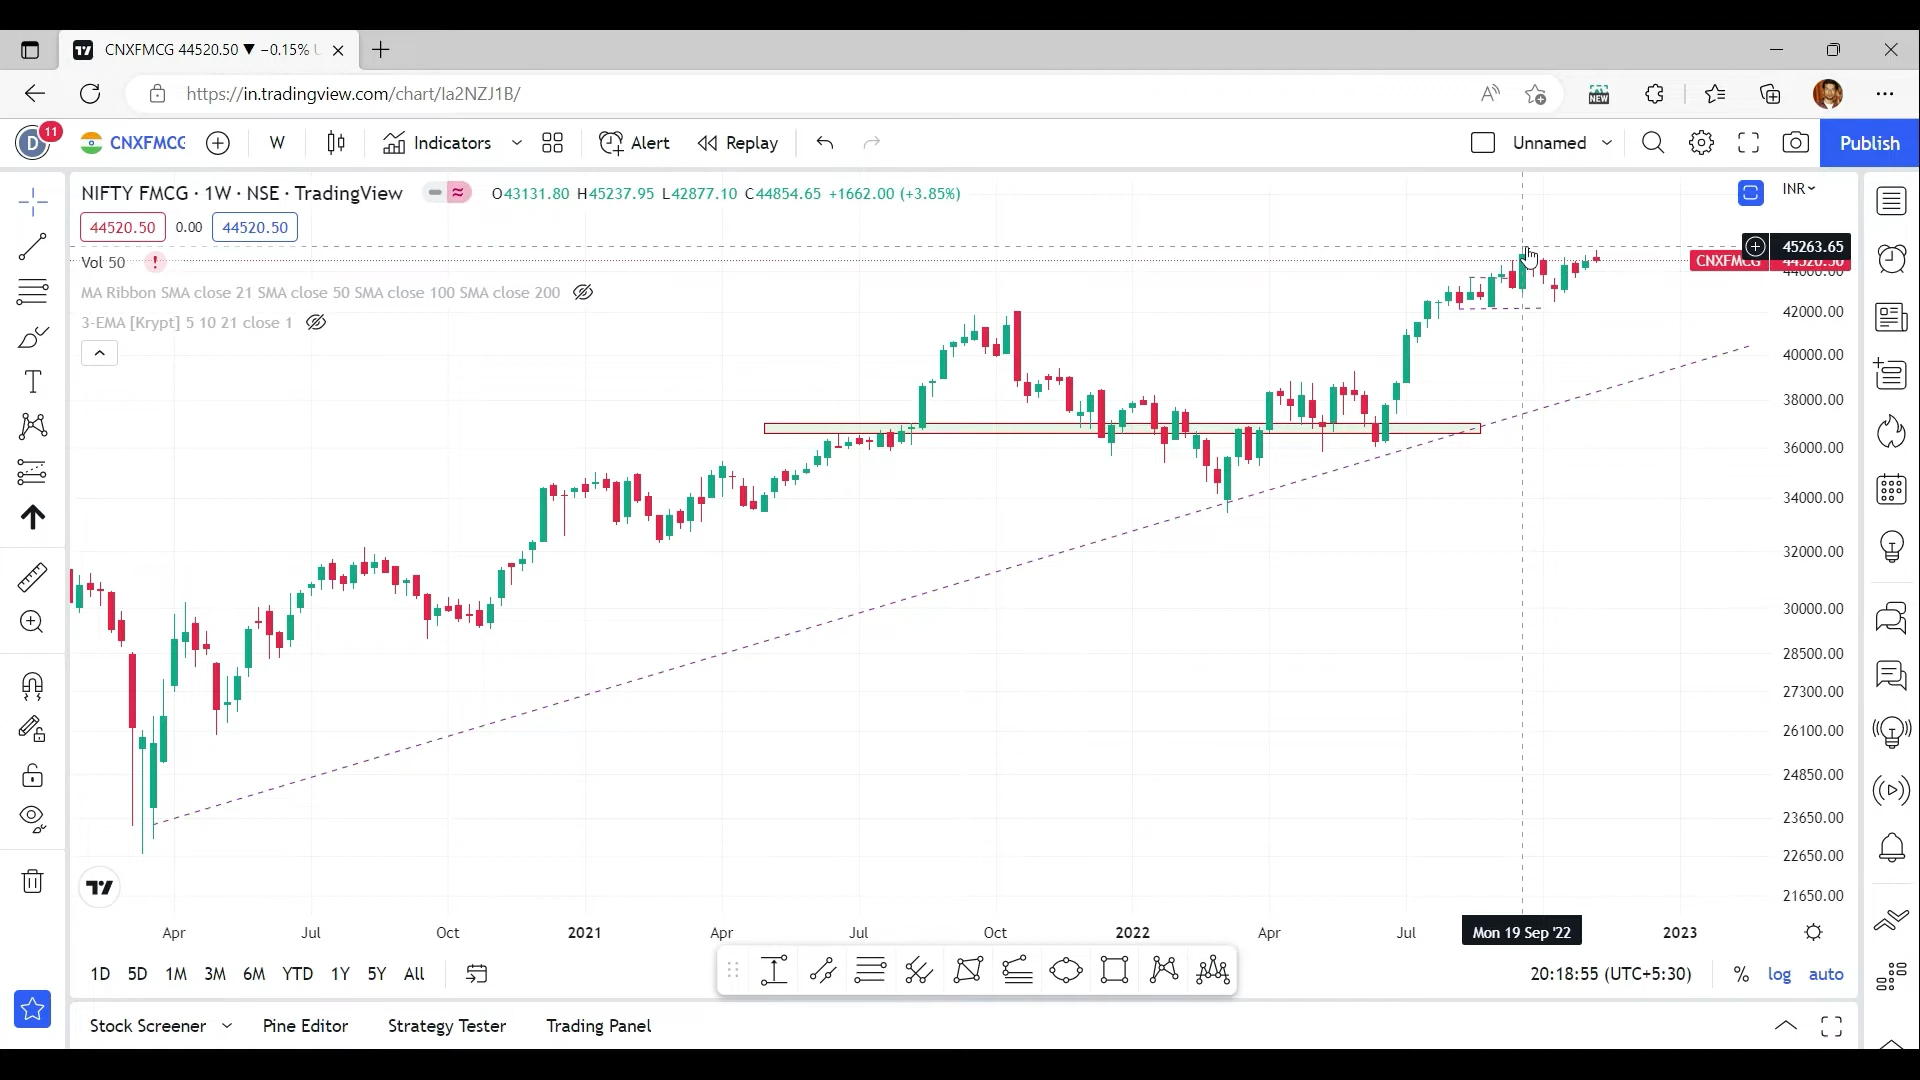 CNXFMCG 44520.50 ▼ −0.15%
https://in.tradingview.com/chart/Ia2NZJ1B/
D 11 CNXFMCG W Indicators Alert Replay Unnamed Publish
NIFTY FMCG · 1W · NSE · TradingView O43131.80 H45237.95 L42877.10 C44854.65 +1662.00 (+3.85%) INR
44520.50 0.00 44520.50
45263.65
Vol 50 !
CNXFMCG 44520.50
44000.00
MA Ribbon SMA close 21 SMA close 50 SMA close 100 SMA close 200
3-EMA [Krypt] 5 10 21 close 1
42000.00
40000.00
38000.00
36000.00
34000.00
32000.00
30000.00
28500.00
27300.00
26100.00
24850.00
23650.00
22650.00
21650.00
Apr Jul Oct 2021 Apr Jul Oct 2022 Apr Jul Mon 19 Sep '22 2023
1D 5D 1M 3M 6M YTD 1Y 5Y All 20:18:55 (UTC+5:30) % log auto
Stock Screener Pine Editor Strategy Tester Trading Panel
NEW